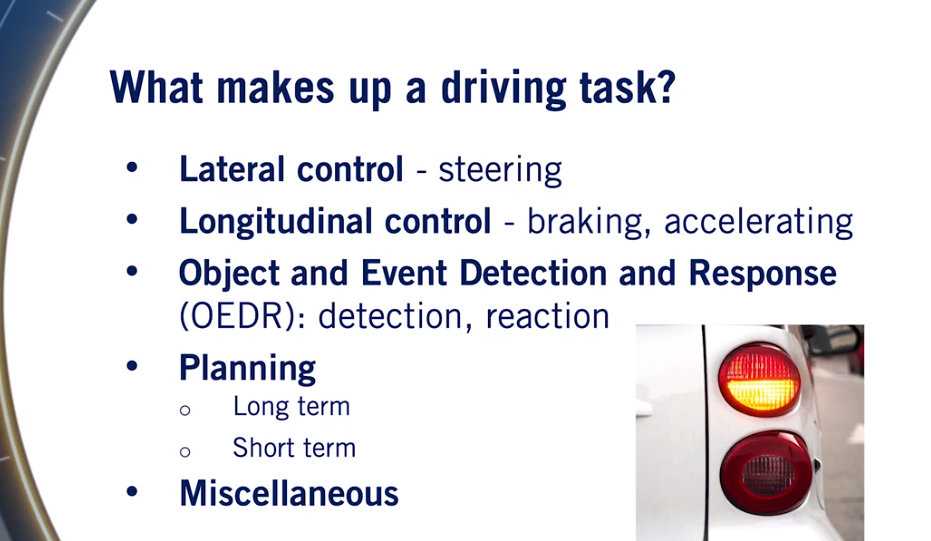 What makes up a driving task?
• Lateral control - steering
• Longitudinal control - braking, accelerating
• Object and Event Detection and Response
(OEDR): detection, reaction
• Planning
o Long term
o Short term
• Miscellaneous